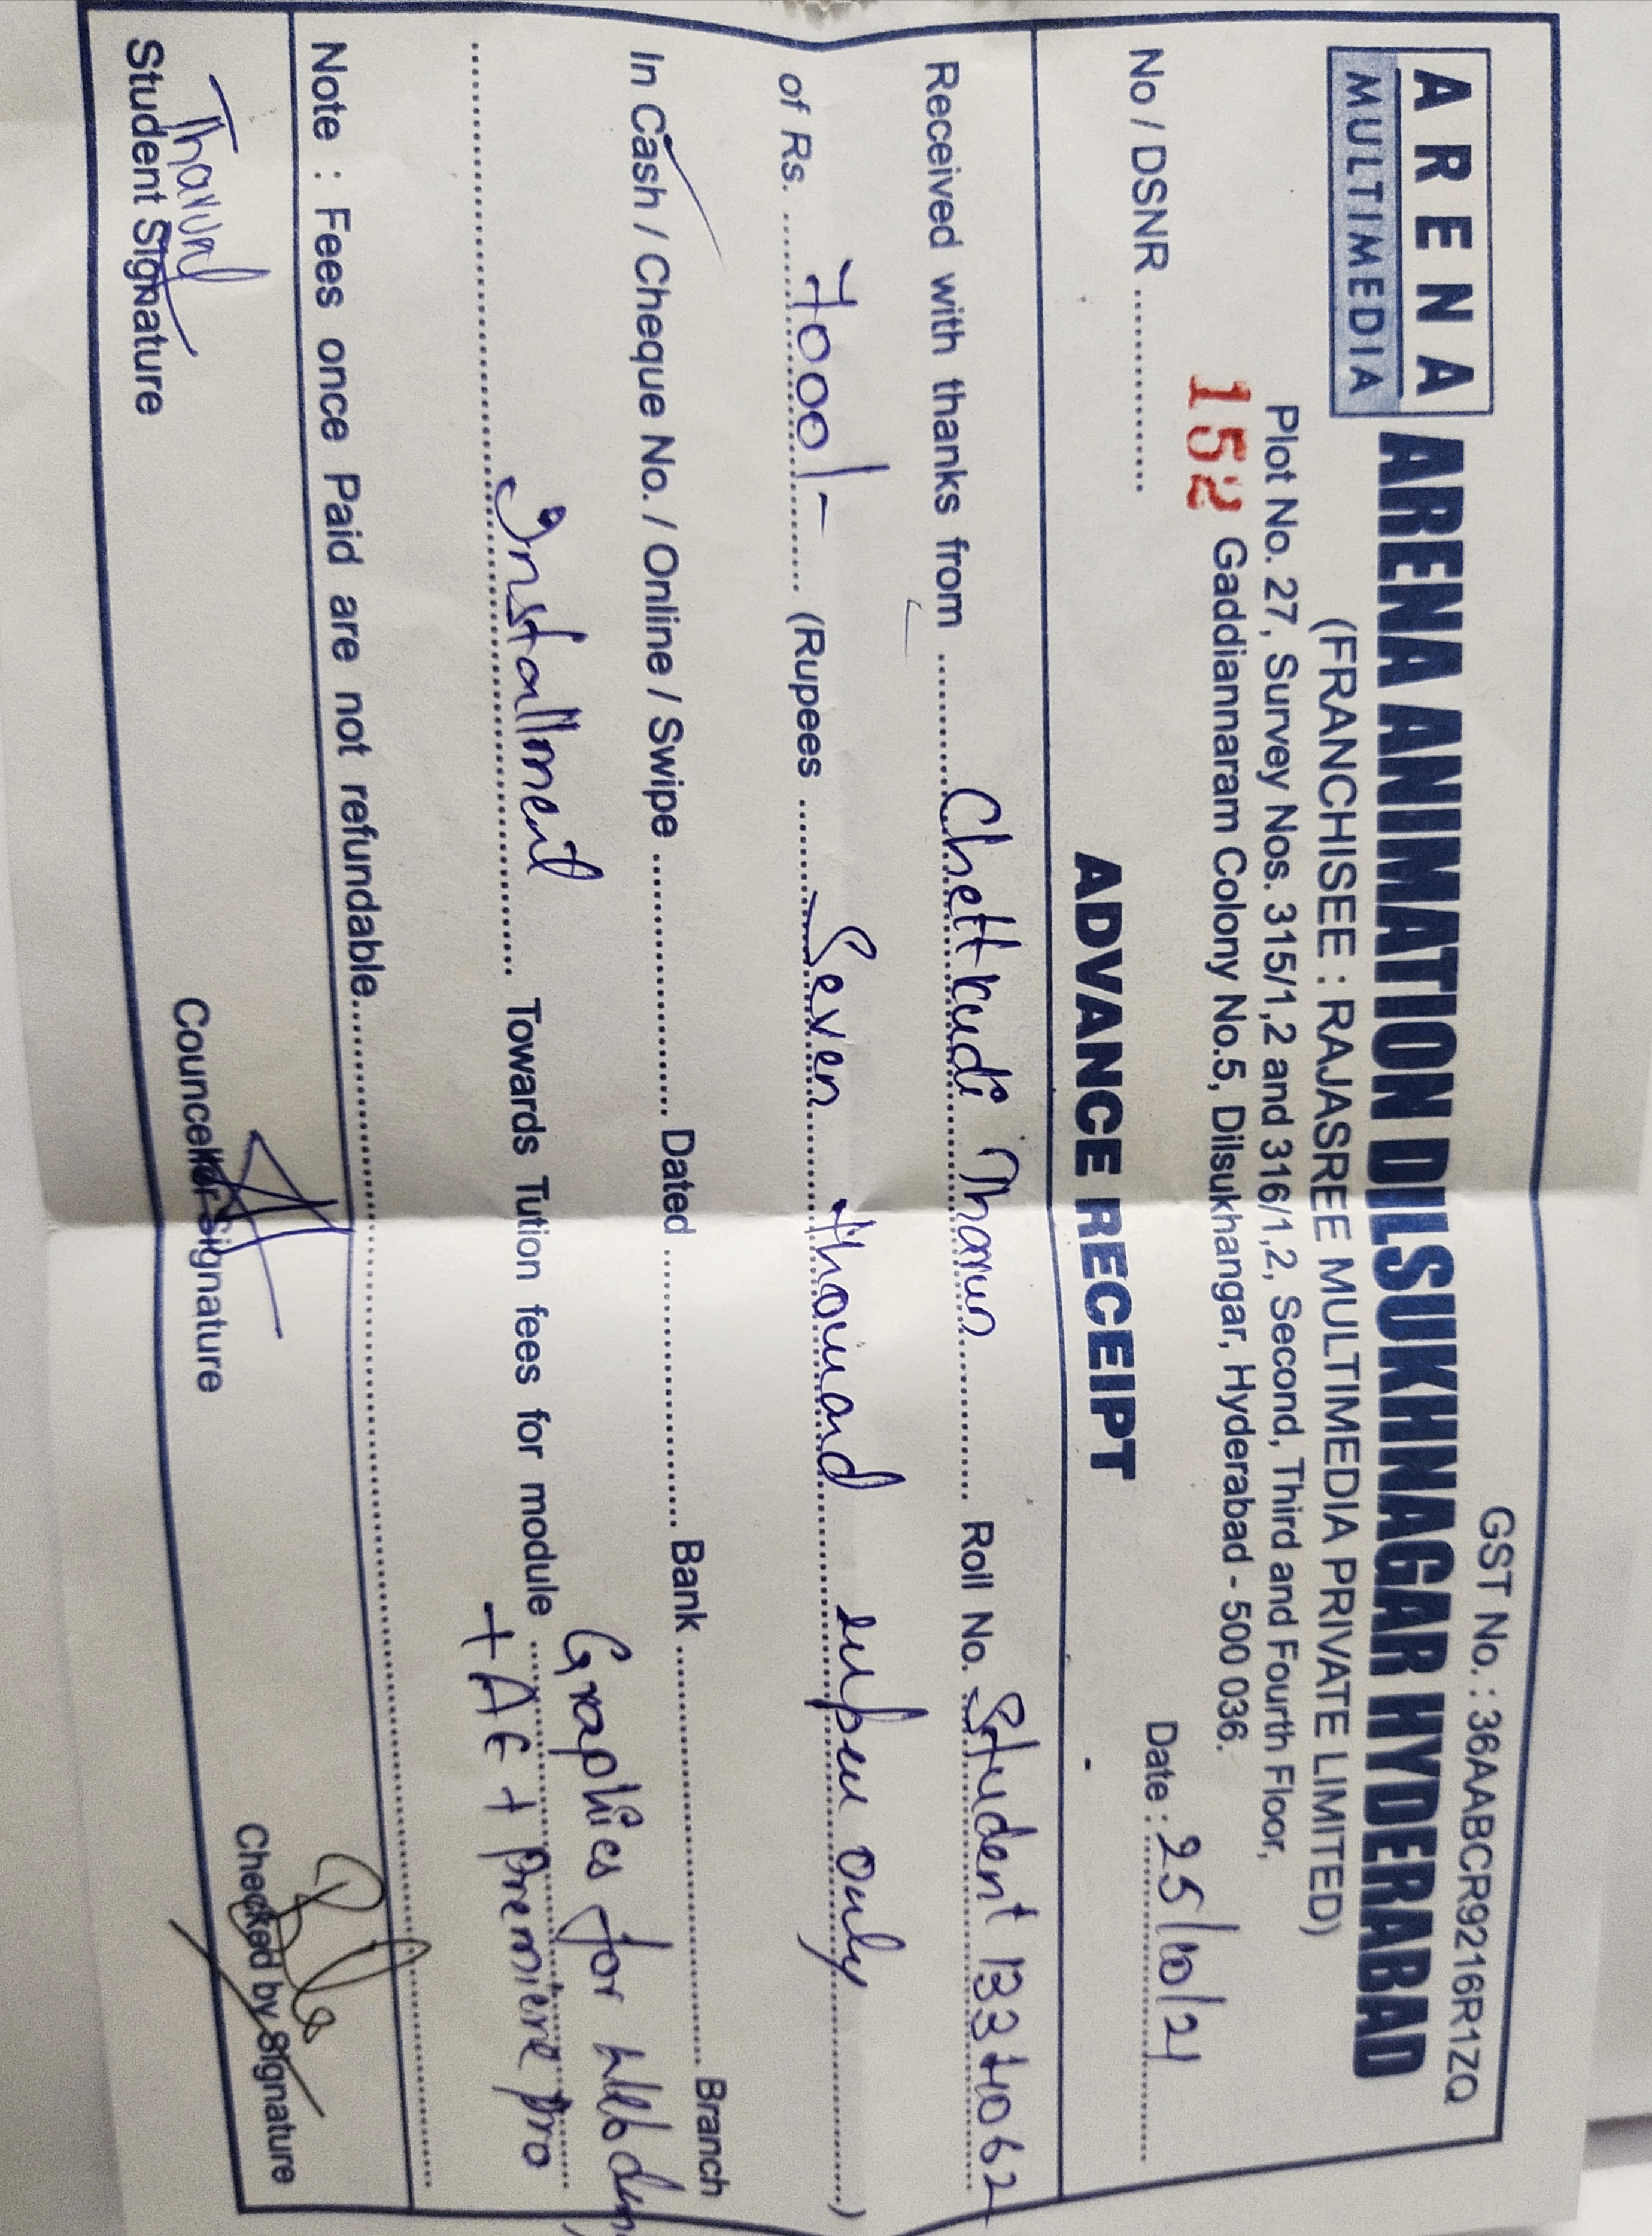 GST No. : 36AABCR9216R1ZQ
ARENA
MULTIMEDIA
ARENA ANIMATION DILSUKHNAGAR HYDERABAD
(FRANCHISEE : RAJASREE MULTIMEDIA PRIVATE LIMITED)
Plot No. 27, Survey Nos. 315/1,2 and 316/1,2, Second, Third and Fourth Floor,
152 Gaddiannaram Colony No.5, Dilsukhangar, Hyderabad - 500 036.
No / DSNR .............. Date : 25/10/21
ADVANCE RECEIPT
Received with thanks from Chettkudi Tharun Roll No. Student 1337062
of Rs. 7000/- (Rupees Seven thousand rupees only)
In Cash / Cheque No. / Online / Swipe .............. Dated .............. Bank .............. Branch
Installment Towards Tution fees for module Graphics for Web
+ AE + Premiere pro
Note : Fees once Paid are not refundable.
Student Signature Councellor Signature Checked by Signature